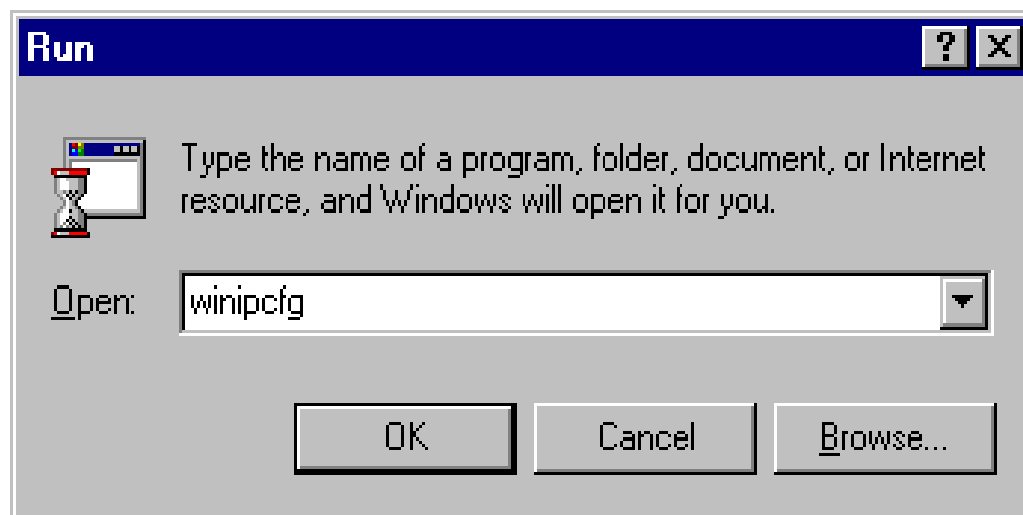 Run
Type the name of a program, folder, document, or Internet
resource, and Windows will open it for you.
Open: winipcfg
OK Cancel Browse...